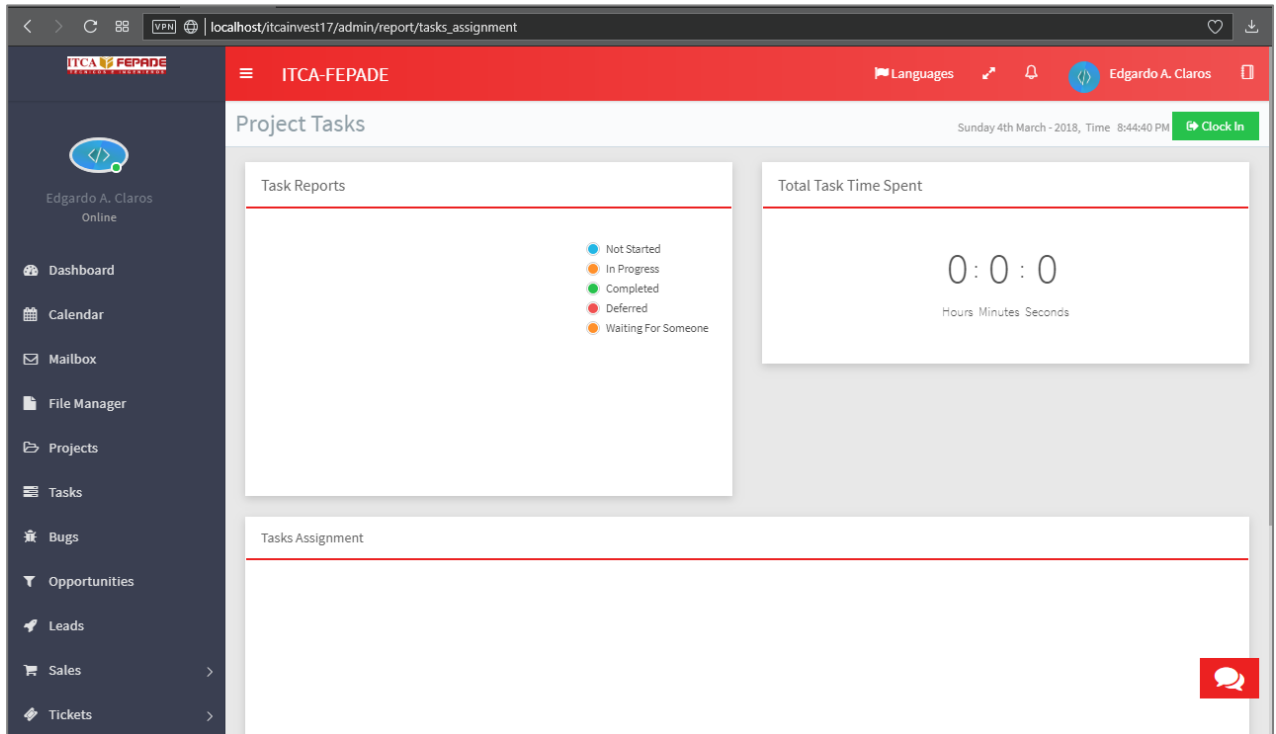 VPN localhost/itcainvest17/admin/report/tasks_assignment
ITCA FEPADE
TÉCNICOS E INGENIEROS
ITCA-FEPADE
Languages
Edgardo A. Claros
Project Tasks
Sunday 4th March - 2018, Time 8:44:40 PM
Clock In
Edgardo A. Claros
Online
Dashboard
Calendar
Mailbox
File Manager
Projects
Tasks
Bugs
Opportunities
Leads
Sales
Tickets
Task Reports
Not Started
In Progress
Completed
Deferred
Waiting For Someone
Total Task Time Spent
0 : 0 : 0
Hours Minutes Seconds
Tasks Assignment